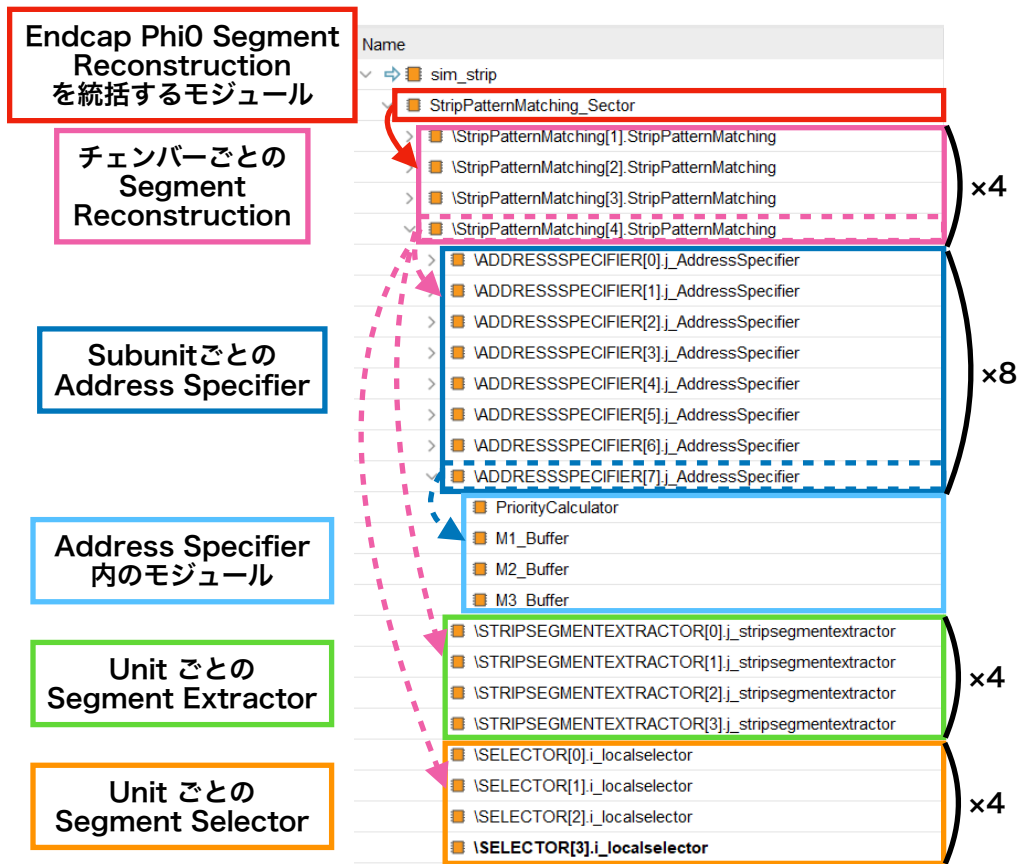 Endcap Phi0 Segment
Reconstruction
を統括するモジュール
チェンバーごとの
Segment
Reconstruction
Subunitごとの
Address Specifier
Address Specifier
内のモジュール
Unit ごとの
Segment Extractor
Unit ごとの
Segment Selector
Name
sim_strip
StripPatternMatching_Sector
\StripPatternMatching[1].StripPatternMatching
\StripPatternMatching[2].StripPatternMatching
\StripPatternMatching[3].StripPatternMatching
\StripPatternMatching[4].StripPatternMatching
\ADDRESSSPECIFIER[0].j_AddressSpecifier
\ADDRESSSPECIFIER[1].j_AddressSpecifier
\ADDRESSSPECIFIER[2].j_AddressSpecifier
\ADDRESSSPECIFIER[3].j_AddressSpecifier
\ADDRESSSPECIFIER[4].j_AddressSpecifier
\ADDRESSSPECIFIER[5].j_AddressSpecifier
\ADDRESSSPECIFIER[6].j_AddressSpecifier
\ADDRESSSPECIFIER[7].j_AddressSpecifier
PriorityCalculator
M1_Buffer
M2_Buffer
M3_Buffer
\STRIPSEGMENTEXTRACTOR[0].j_stripsegmentextractor
\STRIPSEGMENTEXTRACTOR[1].j_stripsegmentextractor
\STRIPSEGMENTEXTRACTOR[2].j_stripsegmentextractor
\STRIPSEGMENTEXTRACTOR[3].j_stripsegmentextractor
\SELECTOR[0].i_localselector
\SELECTOR[1].i_localselector
\SELECTOR[2].i_localselector
\SELECTOR[3].i_localselector
×4
×8
×4
×4